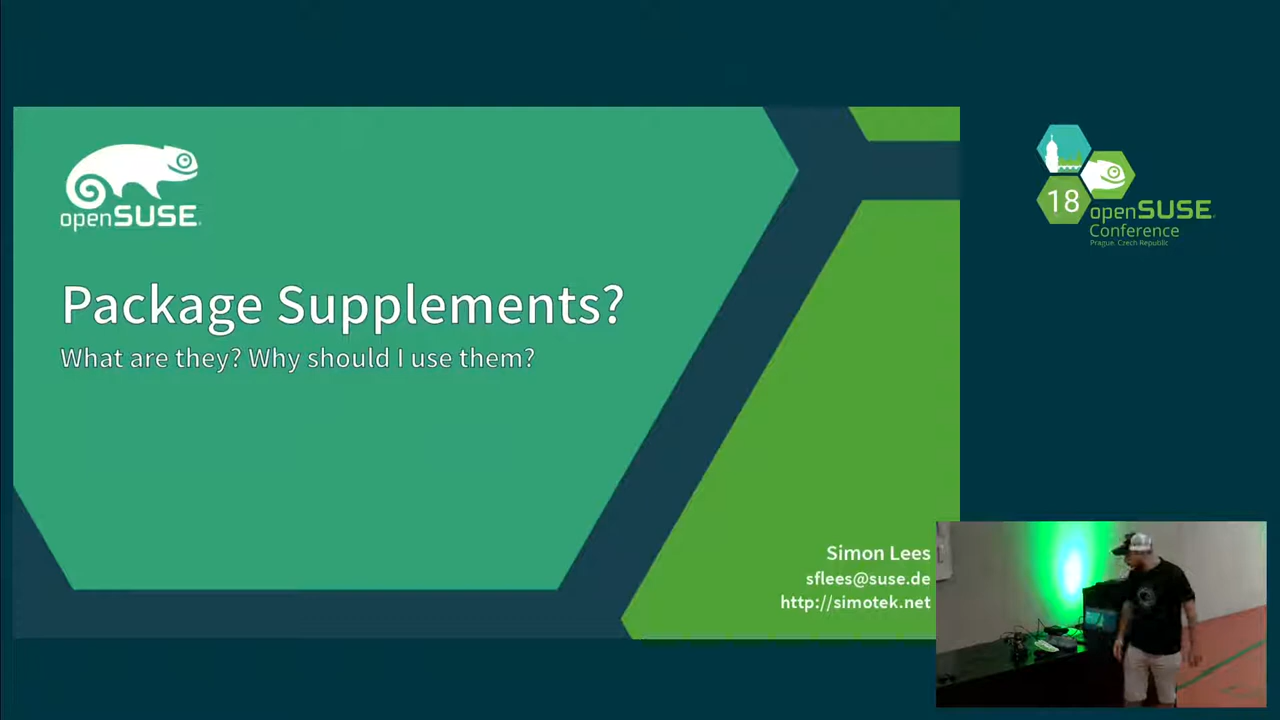 openSUSE
Package Supplements?
What are they? Why should I use them?
Simon Lees
sflees@suse.de
http://simotek.net
18
openSUSE
Conference
Prague, Czech Republic